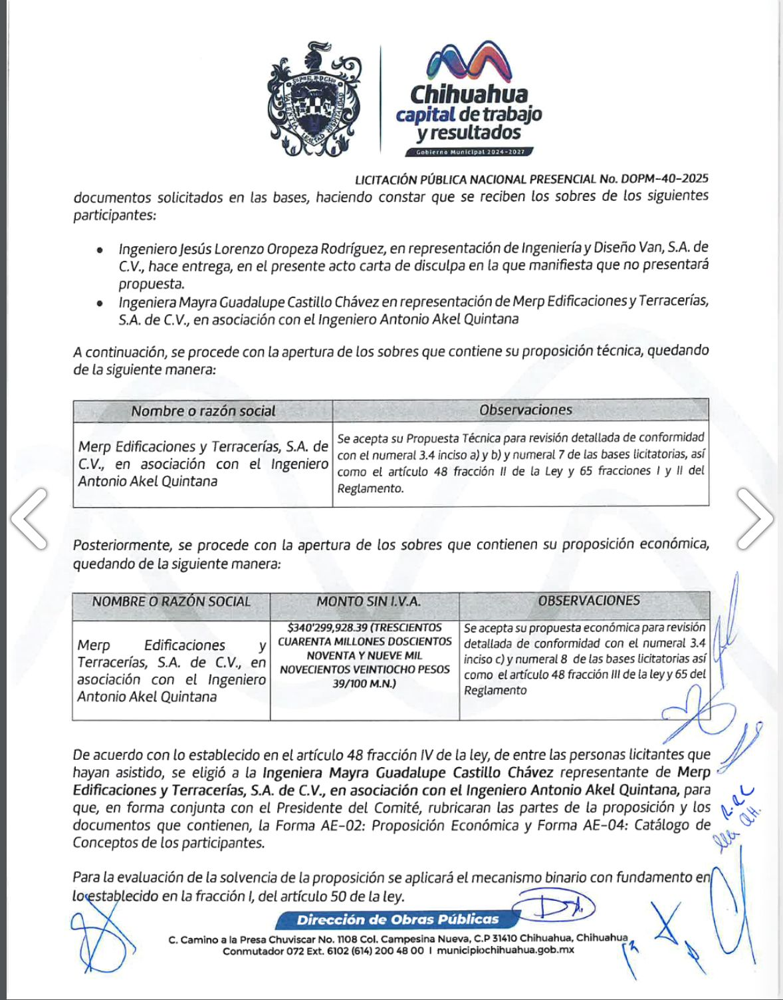 VALENTIA
LEALTAD
HOSPITALIDAD
Chihuahua
capital de trabajo
y resultados
Gobierno Municipal 2024-2027
LICITACIÓN PÚBLICA NACIONAL PRESENCIAL No. DOPM-40-2025
documentos solicitados en las bases, haciendo constar que se reciben los sobres de los siguientes
participantes:
• Ingeniero Jesús Lorenzo Oropeza Rodríguez, en representación de Ingeniería y Diseño Van, S.A. de
C.V., hace entrega, en el presente acto carta de disculpa en la que manifiesta que no presentará
propuesta.
• Ingeniera Mayra Guadalupe Castillo Chávez en representación de Merp Edificaciones y Terracerías,
S.A. de C.V., en asociación con el Ingeniero Antonio Akel Quintana
A continuación, se procede con la apertura de los sobres que contiene su proposición técnica, quedando
de la siguiente manera:
Nombre o razón social
Observaciones
Merp Edificaciones y Terracerías, S.A. de
C.V., en asociación con el Ingeniero
Antonio Akel Quintana
Se acepta su Propuesta Técnica para revisión detallada de conformidad
con el numeral 3.4 inciso a) y b) y numeral 7 de las bases licitatorias, así
como el artículo 48 fracción II de la Ley y 65 fracciones I y II del
Reglamento.
Posteriormente, se procede con la apertura de los sobres que contienen su proposición económica,
quedando de la siguiente manera:
NOMBRE O RAZÓN SOCIAL
MONTO SIN I.V.A.
OBSERVACIONES
Merp Edificaciones y
Terracerías, S.A. de C.V., en
asociación con el Ingeniero
Antonio Akel Quintana
$340'299,928.39 (TRESCIENTOS
CUARENTA MILLONES DOSCIENTOS
NOVENTA Y NUEVE MIL
NOVECIENTOS VEINTIOCHO PESOS
39/100 M.N.)
Se acepta su propuesta económica para revisión
detallada de conformidad con el numeral 3.4
inciso c) y numeral 8 de las bases licitatorias así
como el artículo 48 fracción III de la ley y 65 del
Reglamento
De acuerdo con lo establecido en el artículo 48 fracción IV de la ley, de entre las personas licitantes que
hayan asistido, se eligió a la Ingeniera Mayra Guadalupe Castillo Chávez representante de Merp
Edificaciones y Terracerías, S.A. de C.V., en asociación con el Ingeniero Antonio Akel Quintana, para
que, en forma conjunta con el Presidente del Comité, rubricaran las partes de la proposición y los
documentos que contienen, la Forma AE-02: Proposición Económica y Forma AE-04: Catálogo de
Conceptos de los participantes.
Para la evaluación de la solvencia de la proposición se aplicará el mecanismo binario con fundamento en
lo establecido en la fracción I, del artículo 50 de la ley.
Dirección de Obras Públicas
C. Camino a la Presa Chuviscar No. 1108 Col. Campesina Nueva, C.P 31410 Chihuahua, Chihuahua
Conmutador 072 Ext. 6102 (614) 200 48 00 I municipiochihuahua.gob.mx